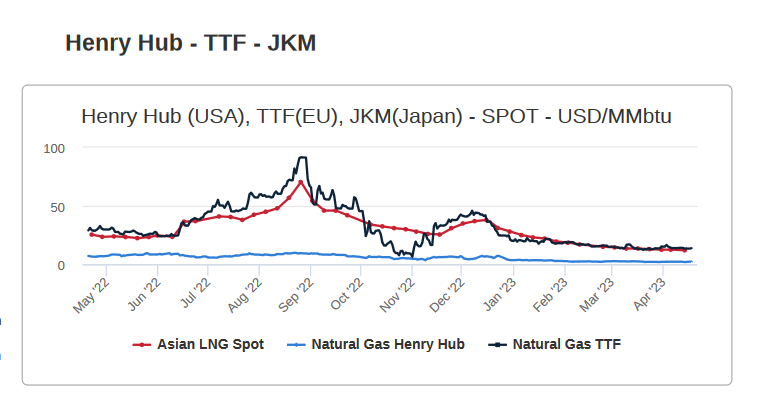 Henry Hub - TTF - JKM
Henry Hub (USA), TTF(EU), JKM(Japan) - SPOT - USD/MMbtu
100
50
0
May '22
Jun '22
Jul '22
Aug '22
Sep '22
Oct '22
Nov '22
Dec '22
Jan '23
Feb '23
Mar '23
Apr '23
Asian LNG Spot
Natural Gas Henry Hub
Natural Gas TTF